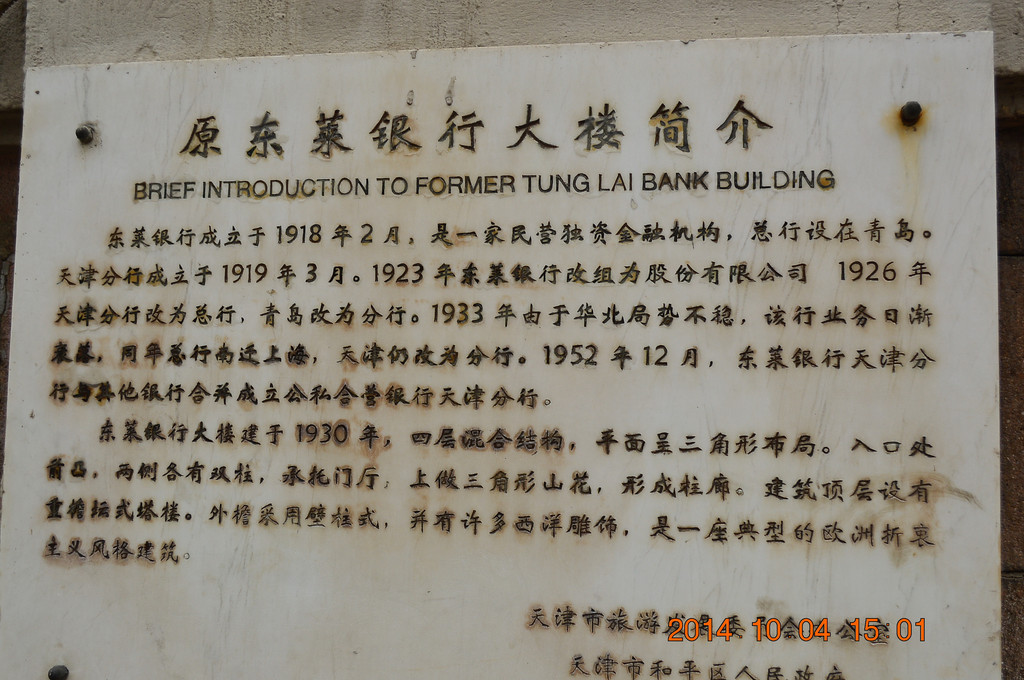 原东莱银行大楼简介
BRIEF INTRODUCTION TO FORMER TUNG LAI BANK BUILDING
东莱银行成立于1918年2月，是一家民营独资金融机构，总行设在青岛。
天津分行成立于1919年3月。1923年东莱银行改组为股份有限公司 1926年
天津分行改为总行，青岛改为分行。1933年由于华北局势不稳，该行业务日渐
衰落，同年总行南迁上海，天津仍改为分行。1952年12月，东莱银行天津分
行与其他银行合并成立公私合营银行天津分行。
东莱银行大楼建于1930年，四层混合结构，平面呈三角形布局。入口处
前凸，两侧各有双柱，承托门厅，上做三角形山花，形成柱廊。建筑顶层设有
重檐坛式塔楼。外檐采用壁柱式，并有许多西洋雕饰，是一座典型的欧洲折衷
主义风格建筑。
天津市旅游 委 会 公室
2014 10 04 15 01
天津市和平区人民政府